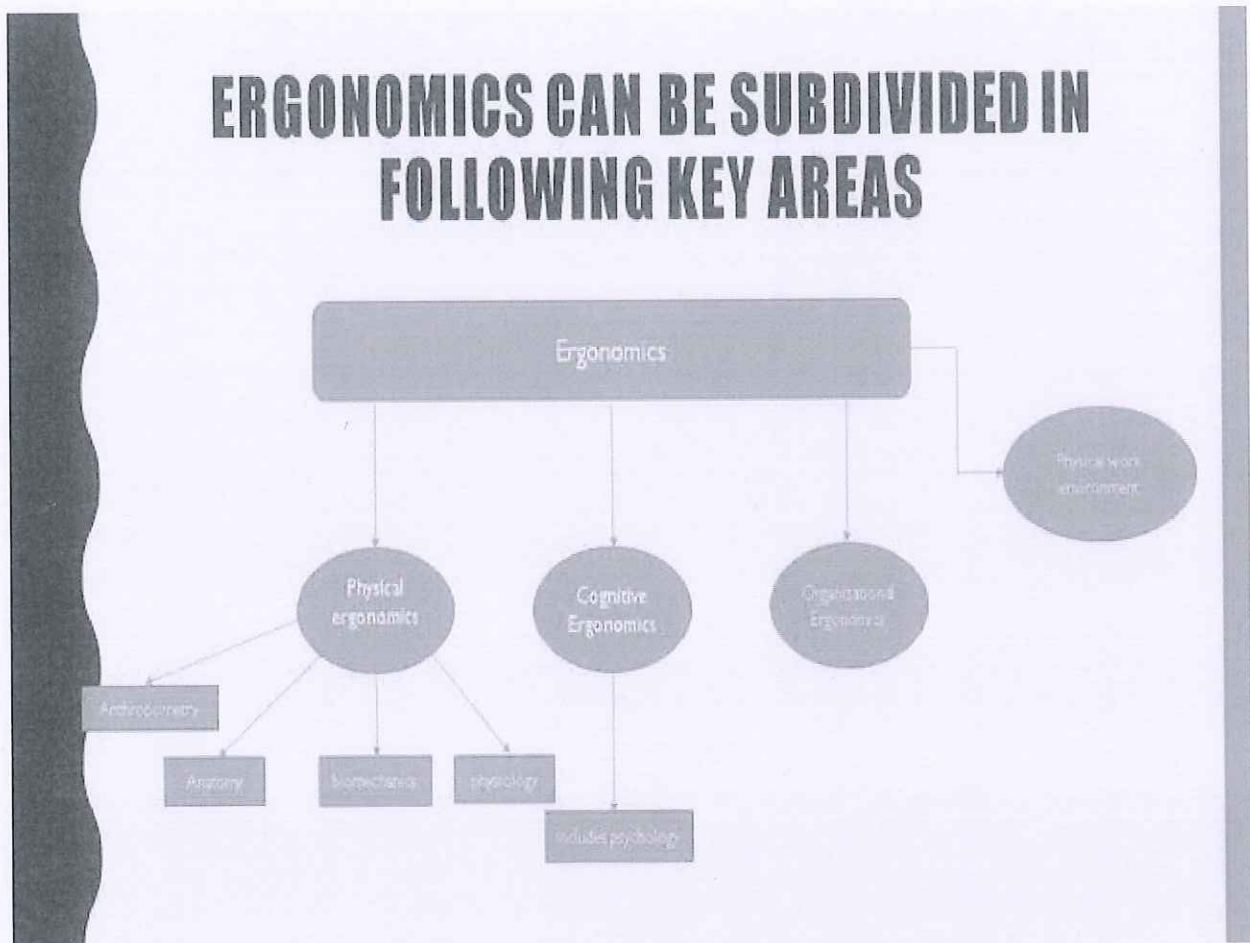 ERGONOMICS CAN BE SUBDIVIDED IN
FOLLOWING KEY AREAS
Ergonomics
Physical work
environment
Physical
ergonomics
Cognitive
Ergonomics
Organizational
Ergonomics
Anthropometry
Anatomy
biomechanics
physiology
includes psychology